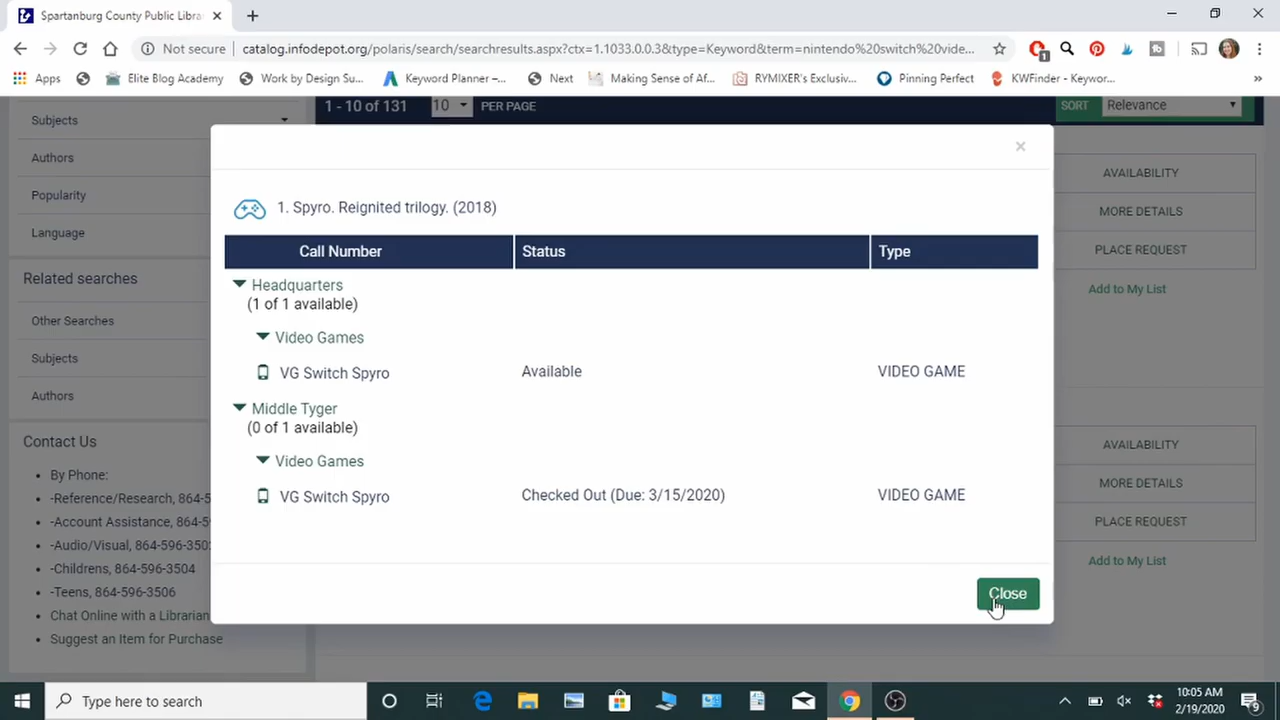 Spartanburg County Public Libra
Not secure
catalog.infodepot.org/polaris/search/searchresults.aspx?ctx=1.1033.0.0.3&type=Keyword&term=nintendo%20switch%20vide...
1
Apps
Elite Blog Academy
Work by Design Su...
Keyword Planner –...
Next
Making Sense of Af...
RYMIXER'S Exclusiv...
Pinning Perfect
KWFinder - Keywor...
»
1 - 10 of 131
10
PER PAGE
SORT
Relevance
Subjects
Authors
Popularity
Language
Related searches
Other Searches
Subjects
Authors
Contact Us
By Phone:
-Reference/Research, 864-5
-Account Assistance, 864-59
-Audio/Visual, 864-596-350
-Childrens, 864-596-3504
-Teens, 864-596-3506
Chat Online with a Librarian
Suggest an Item for Purchase
×
1. Spyro. Reignited trilogy. (2018)
Call Number
Status
Type
Headquarters
(1 of 1 available)
Video Games
VG Switch Spyro
Available
VIDEO GAME
Middle Tyger
(0 of 1 available)
Video Games
VG Switch Spyro
Checked Out (Due: 3/15/2020)
VIDEO GAME
Close
AVAILABILITY
MORE DETAILS
PLACE REQUEST
Add to My List
AVAILABILITY
MORE DETAILS
PLACE REQUEST
Add to My List
Type here to search
10:05 AM
2/19/2020
9